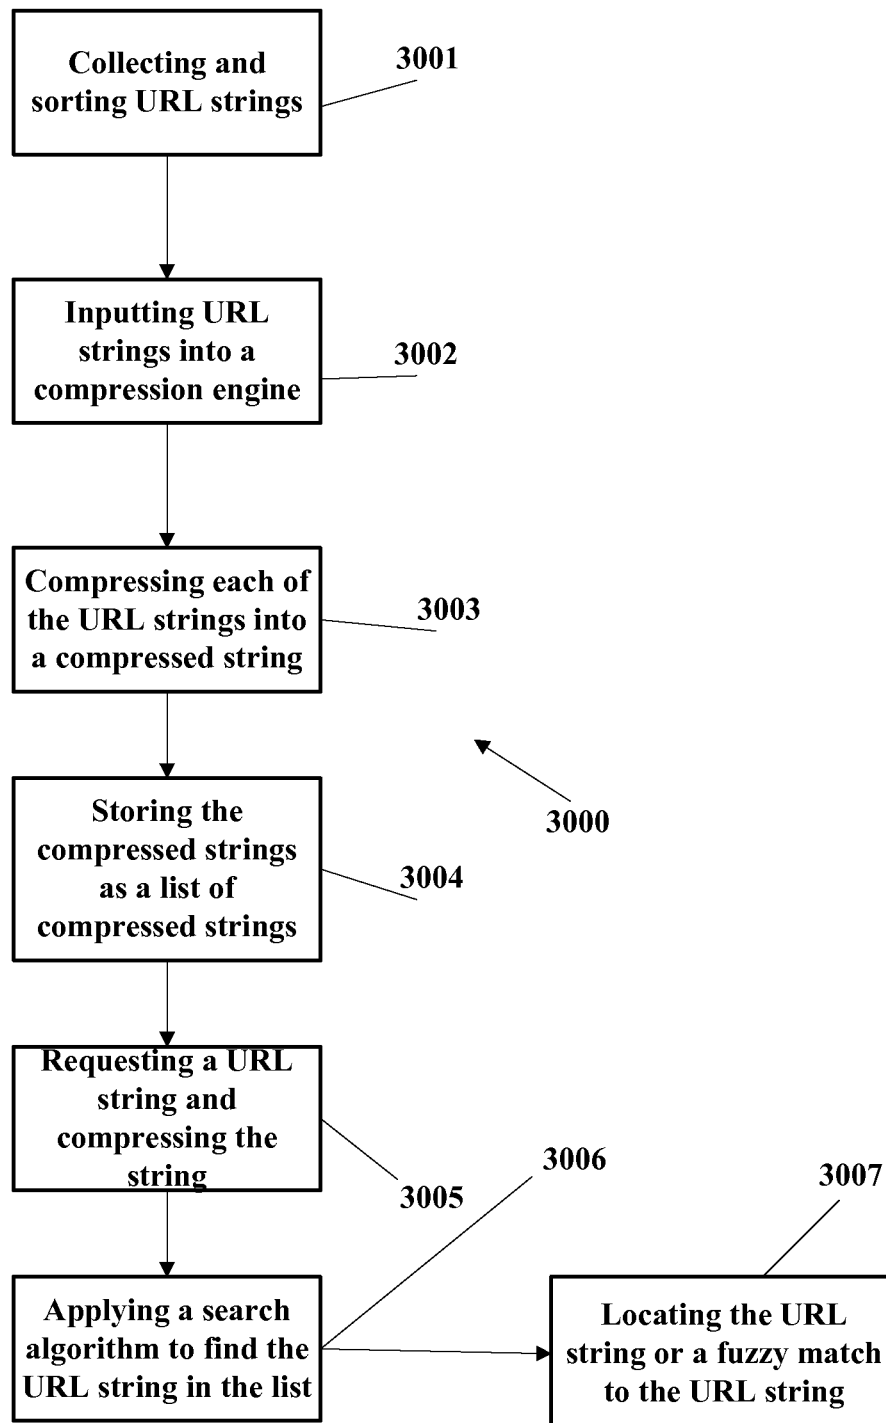 Collecting and
sorting URL strings
3001
Inputting URL
strings into a
compression engine
3002
Compressing each of
the URL strings into
a compressed string
3003
3000
Storing the
compressed strings
as a list of
compressed strings
3004
Requesting a URL
string and
compressing the
string
3005
3006
3007
Applying a search
algorithm to find the
URL string in the list
Locating the URL
string or a fuzzy match
to the URL string